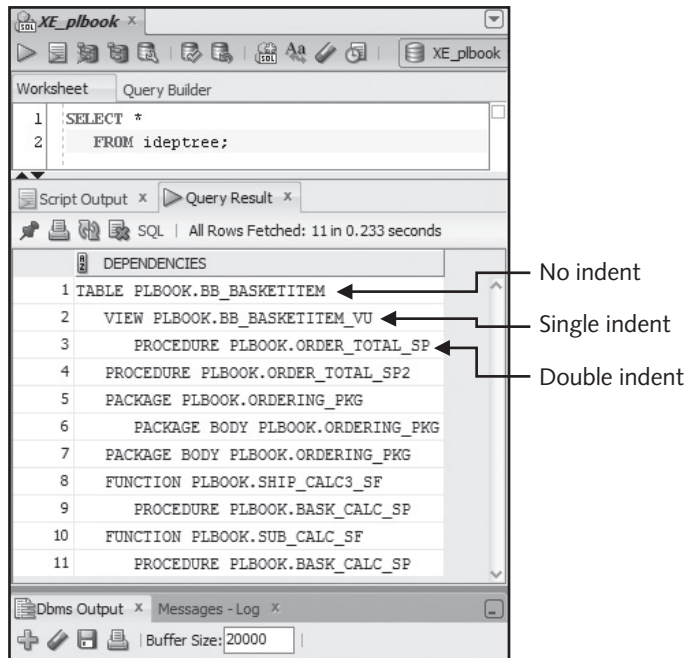 XE_plbook
XE_plbook
Worksheet Query Builder
1 SELECT *
2 FROM ideptree;
Script Output Query Result
SQL | All Rows Fetched: 11 in 0.233 seconds
DEPENDENCIES
1 TABLE PLBOOK.BB_BASKETITEM
2 VIEW PLBOOK.BB_BASKETITEM_VU
3 PROCEDURE PLBOOK.ORDER_TOTAL_SP
4 PROCEDURE PLBOOK.ORDER_TOTAL_SP2
5 PACKAGE PLBOOK.ORDERING_PKG
6 PACKAGE BODY PLBOOK.ORDERING_PKG
7 PACKAGE BODY PLBOOK.ORDERING_PKG
8 FUNCTION PLBOOK.SHIP_CALC3_SF
9 PROCEDURE PLBOOK.BASK_CALC_SP
10 FUNCTION PLBOOK.SUB_CALC_SF
11 PROCEDURE PLBOOK.BASK_CALC_SP
No indent
Single indent
Double indent
Dbms Output Messages - Log
Buffer Size: 20000